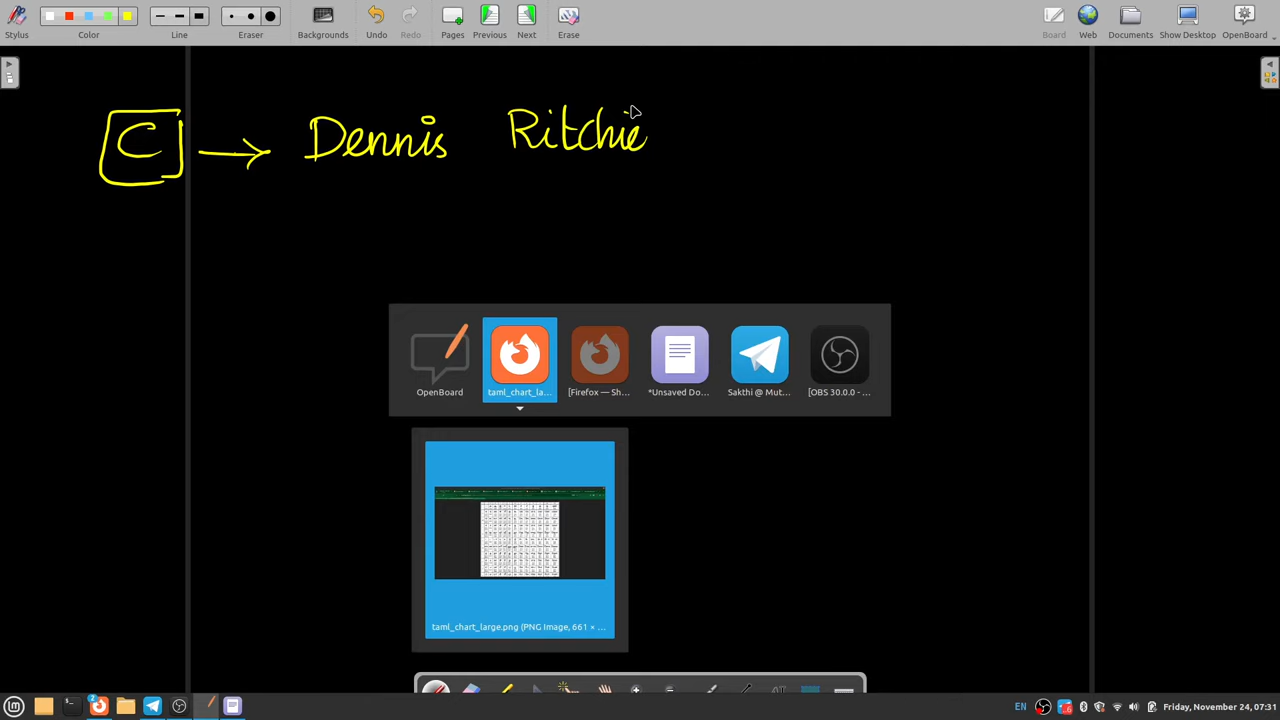 Stylus Color Line Eraser Backgrounds Undo Redo Pages Previous Next Erase Board Web Documents Show Desktop OpenBoard
C → Dennis Ritchie
OpenBoard taml_chart_la... [Firefox — Sh... *Unsaved Do... Sakthi @ Mut... [OBS 30.0.0 - ...
taml_chart_large.png (PNG Image, 661 × ...
EN Friday, November 24, 07:31